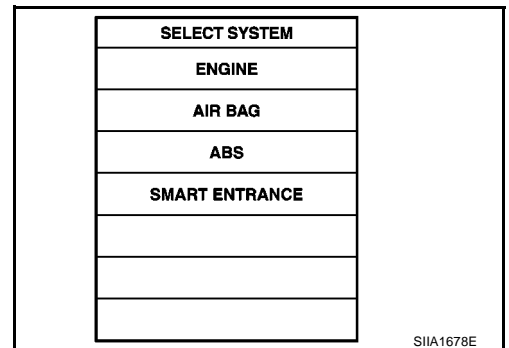 SELECT SYSTEM
ENGINE
AIR BAG
ABS
SMART ENTRANCE
SIIA1678E